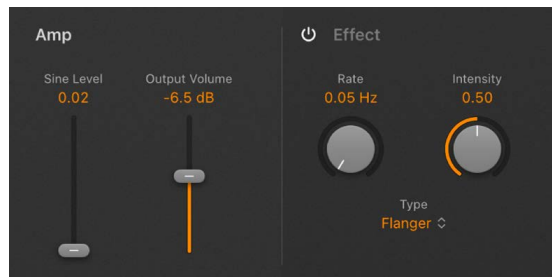 Amp
Sine Level
0.02
Output Volume
-6.5 dB
Effect
Rate
0.05 Hz
Intensity
0.50
Type
Flanger